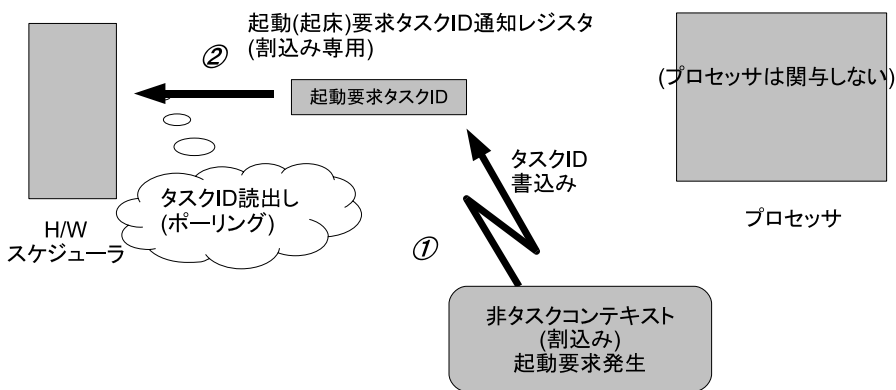 起動(起床)要求タスクID通知レジスタ
(割込み専用)
②
起動要求タスクID
(プロセッサは関与しない)
タスクID
書込み
タスクID読出し
(ポーリング)
H/W
スケジューラ
プロセッサ
①
非タスクコンテキスト
(割込み)
起動要求発生